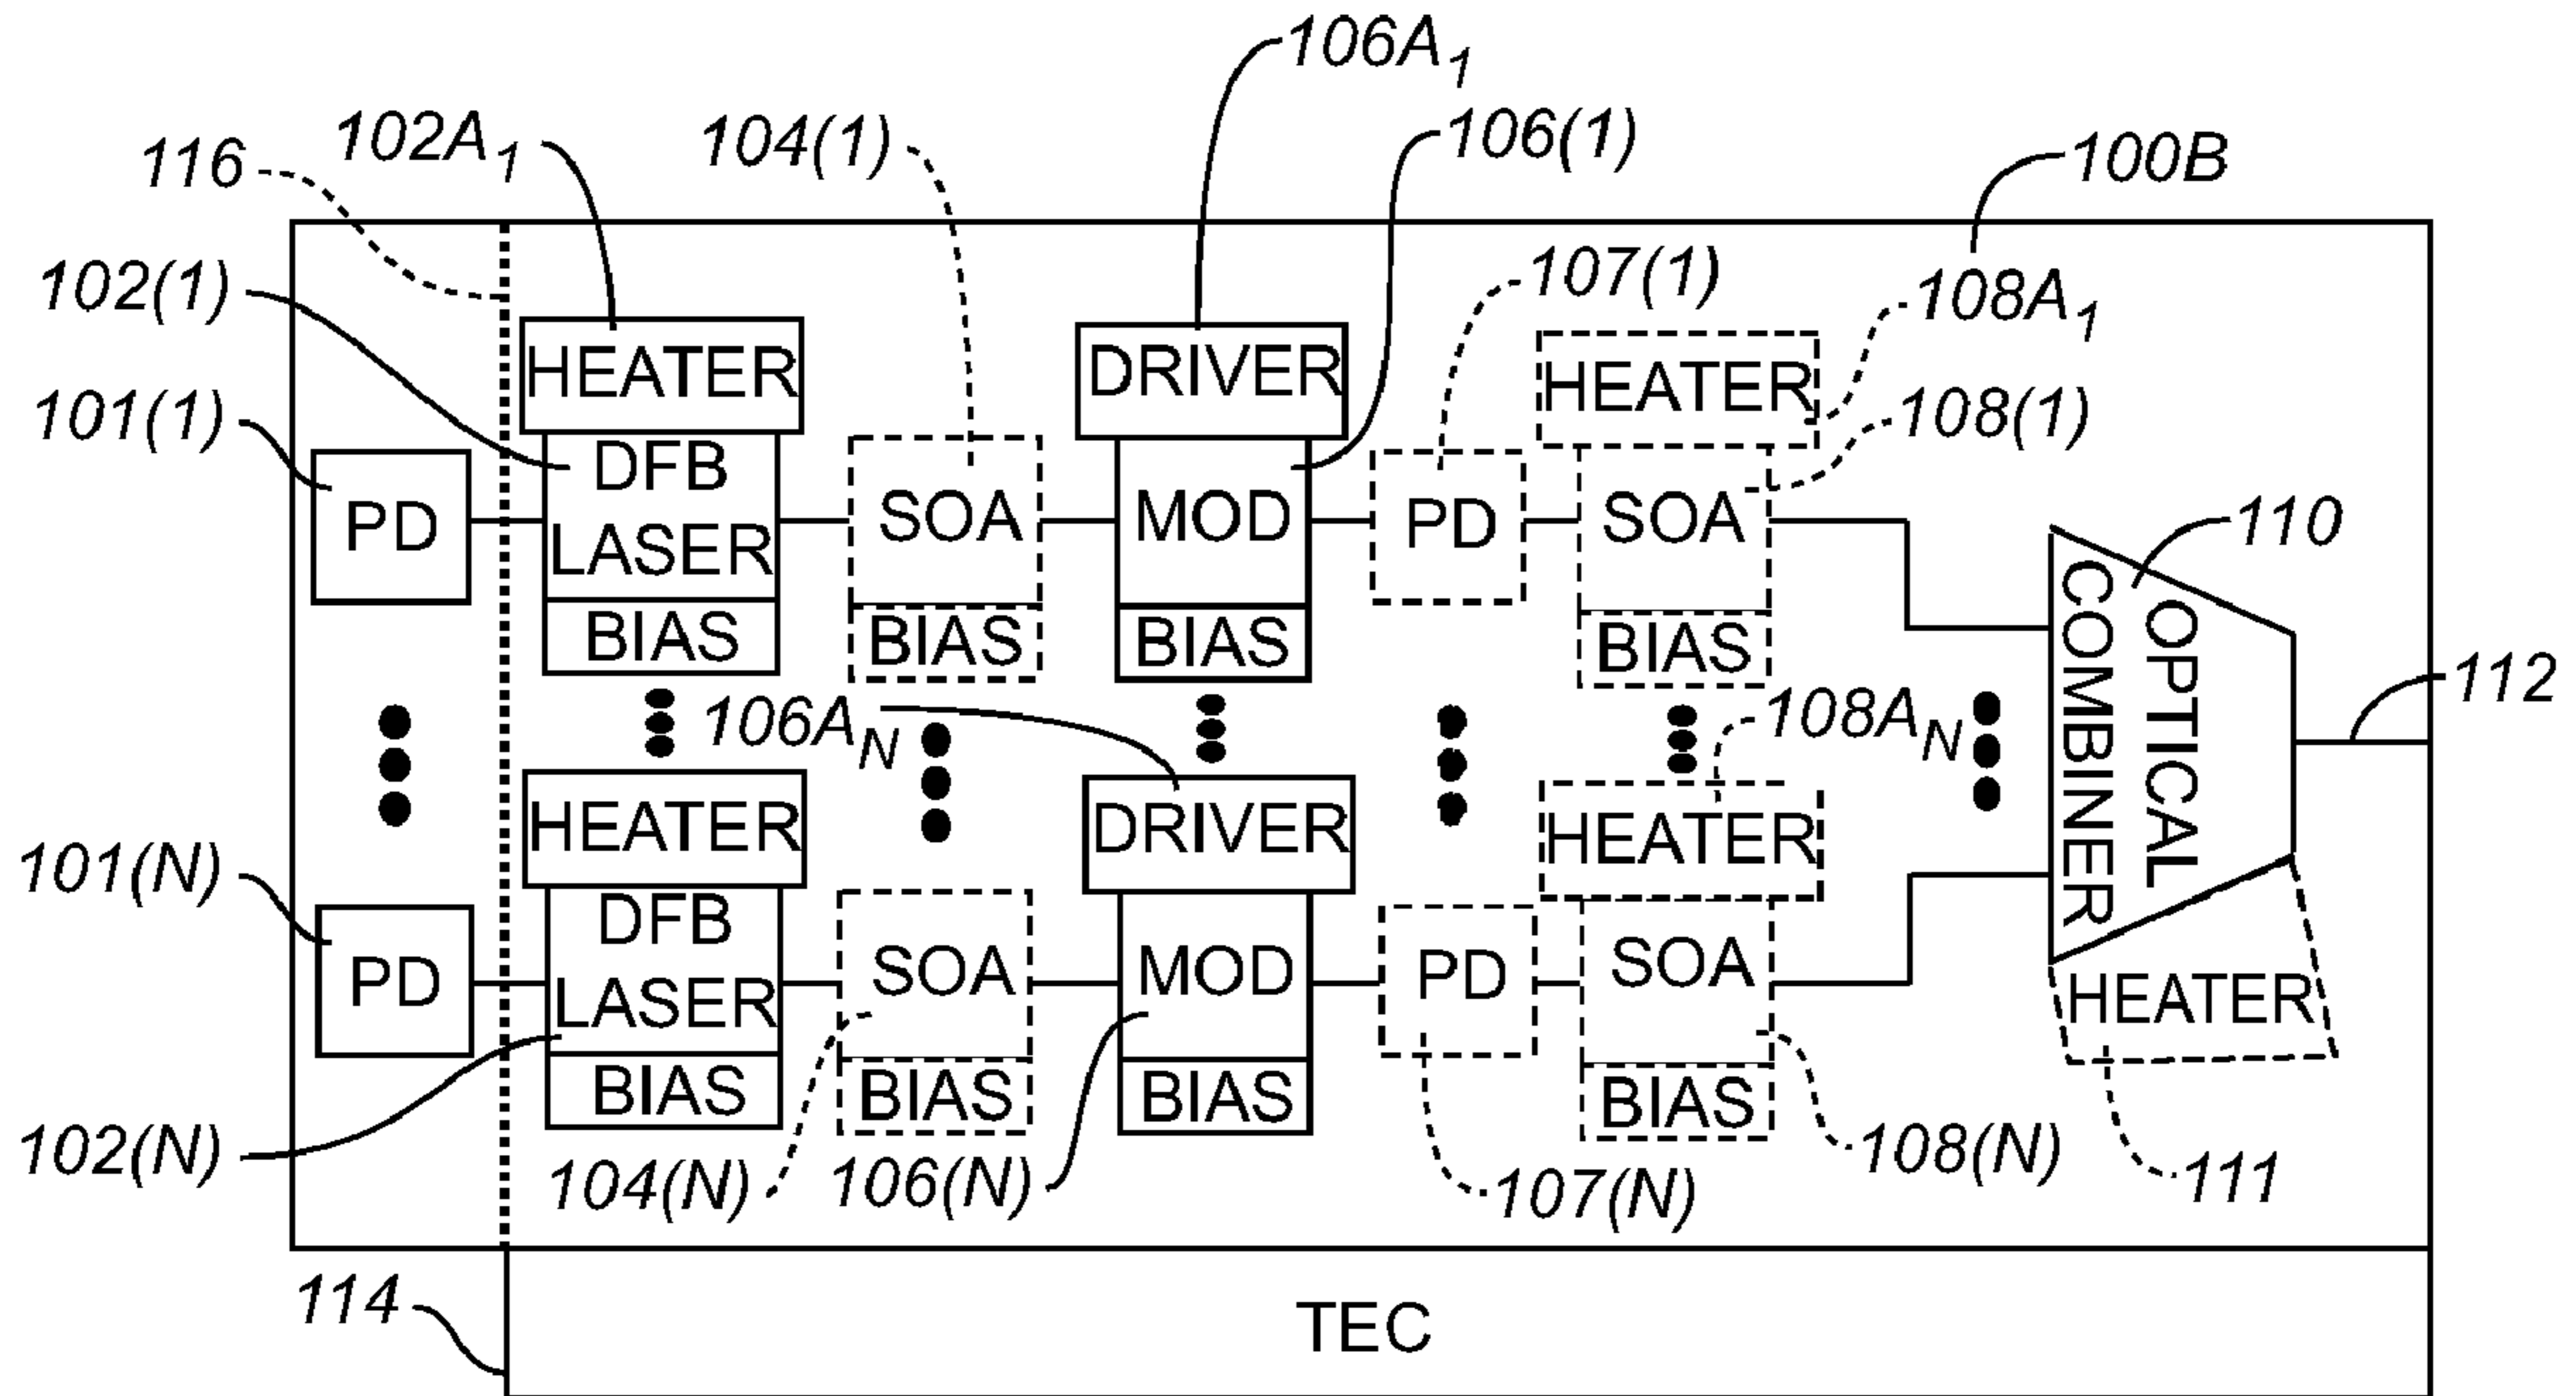 106A1
102A1
104(1)
106(1)
100B
116
107(1)
102(1)
108A1
HEATER
DRIVER
HEATER
101(1)
108(1)
DFB
LASER
PD
SOA
MOD
PD
SOA
110
OPTICAL
COMBINER
BIAS
BIAS
BIAS
BIAS
112
106AN
108AN
HEATER
DRIVER
HEATER
101(N)
DFB
LASER
PD
SOA
MOD
PD
SOA
HEATER
BIAS
BIAS
BIAS
BIAS
102(N)
104(N)
106(N)
107(N)
108(N)
111
114
TEC